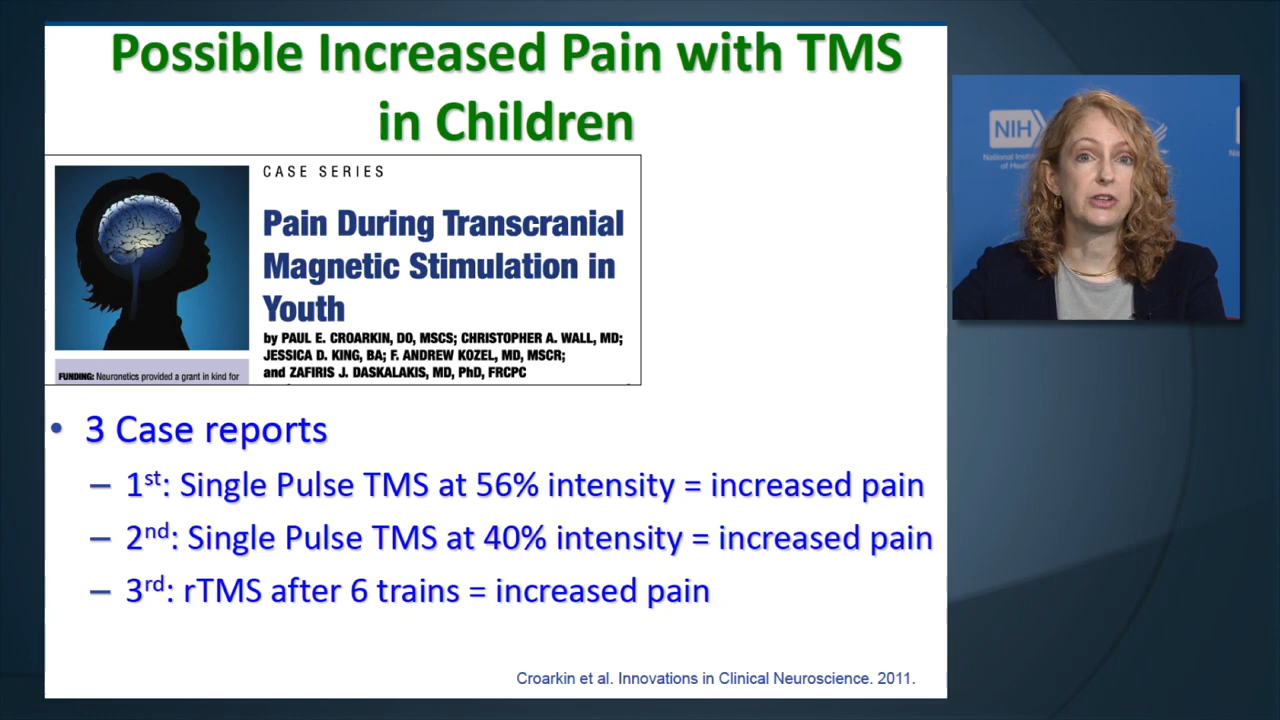 Possible Increased Pain with TMS
in Children
CASE SERIES
Pain During Transcranial
Magnetic Stimulation in
Youth
by PAUL E. CROARKIN, DO, MSCS; CHRISTOPHER A. WALL, MD;
JESSICA D. KING, BA; F. ANDREW KOZEL, MD, MSCR;
and ZAFIRIS J. DASKALAKIS, MD, PhD, FRCPC
FUNDING: Neuronetics provided a grant in kind for
• 3 Case reports
– 1st: Single Pulse TMS at 56% intensity = increased pain
– 2nd: Single Pulse TMS at 40% intensity = increased pain
– 3rd: rTMS after 6 trains = increased pain
Croarkin et al. Innovations in Clinical Neuroscience. 2011.
NIH
National Instit
of Heal